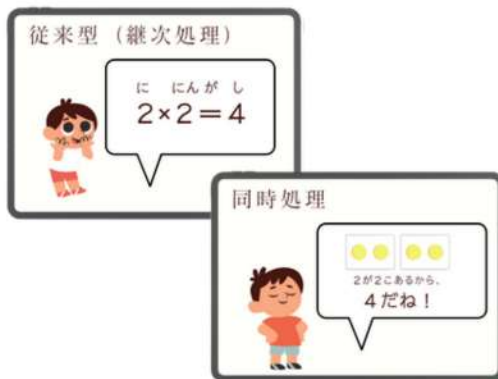 従来型（継次処理）
に にんが し
2×2＝4
同時処理
2が2こあるから、
4だね！